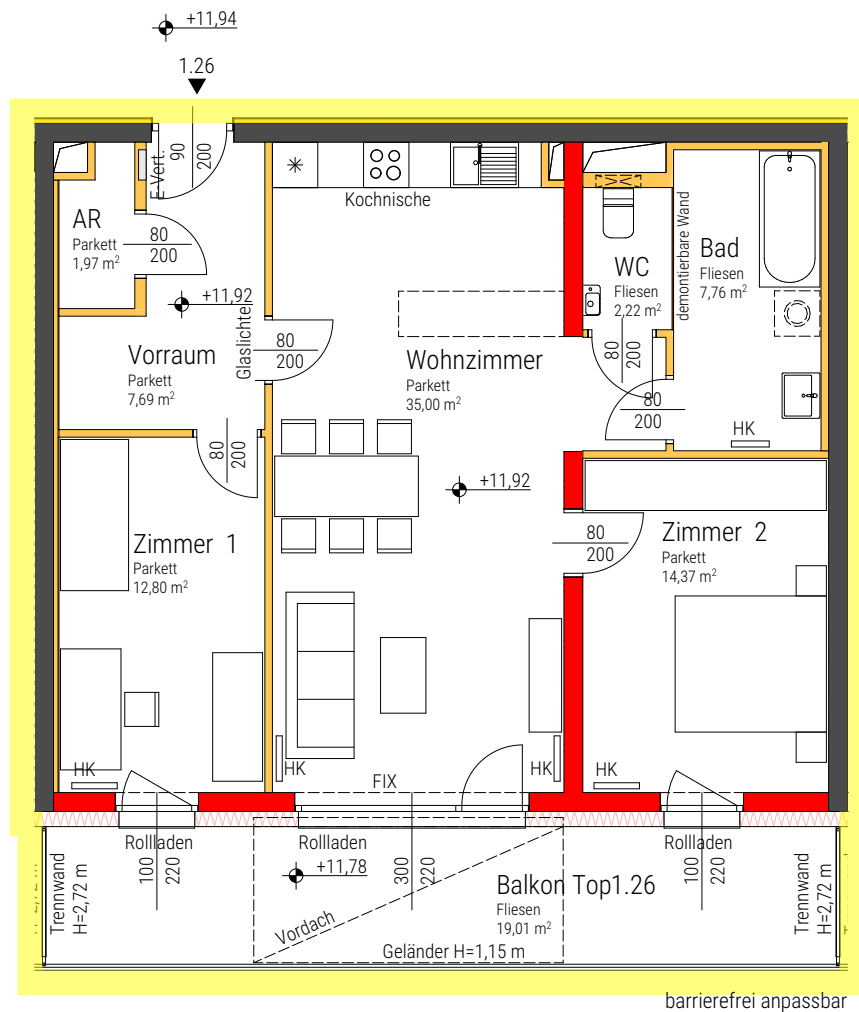 +11,94
1.26
E-Vert.
90
200
AR
Parkett
1,97 m²
80
200
+11,92
Glaslichte
Vorraum
Parkett
7,69 m²
80
200
Kochnische
80
200
Wohnzimmer
Parkett
35,00 m²
WC
Fliesen
2,22 m²
demontierbare Wand
Bad
Fliesen
7,76 m²
80
200
80
200
HK
+11,92
Zimmer 1
Parkett
12,80 m²
80
200
Zimmer 2
Parkett
14,37 m²
HK
HK
FIX
HK
HK
Rollladen
Rollladen
Rollladen
100
220
300
220
100
220
+11,78
Trennwand
H=2,72 m
Vordach
Balkon Top1.26
Fliesen
19,01 m²
Geländer H=1,15 m
Trennwand
H=2,72 m
barrierefrei anpassbar